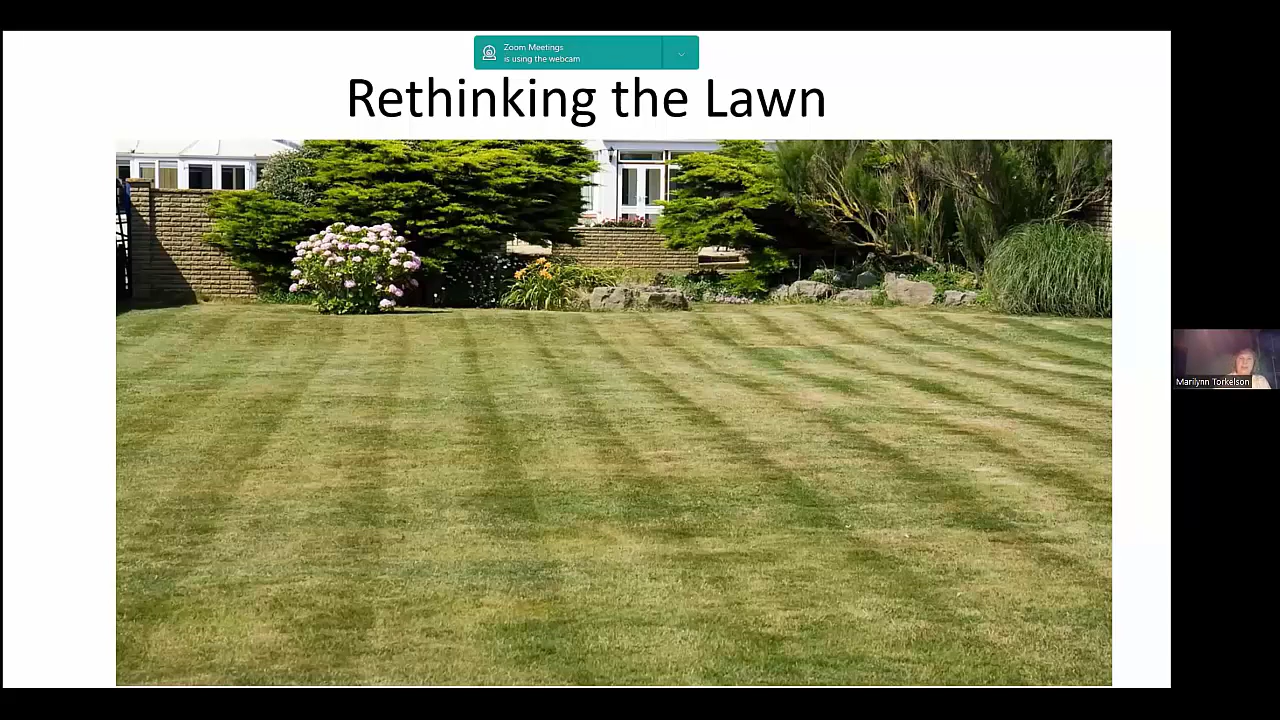 Zoom Meetings
is using the webcam
Rethinking the Lawn
Marilynn Torkelson